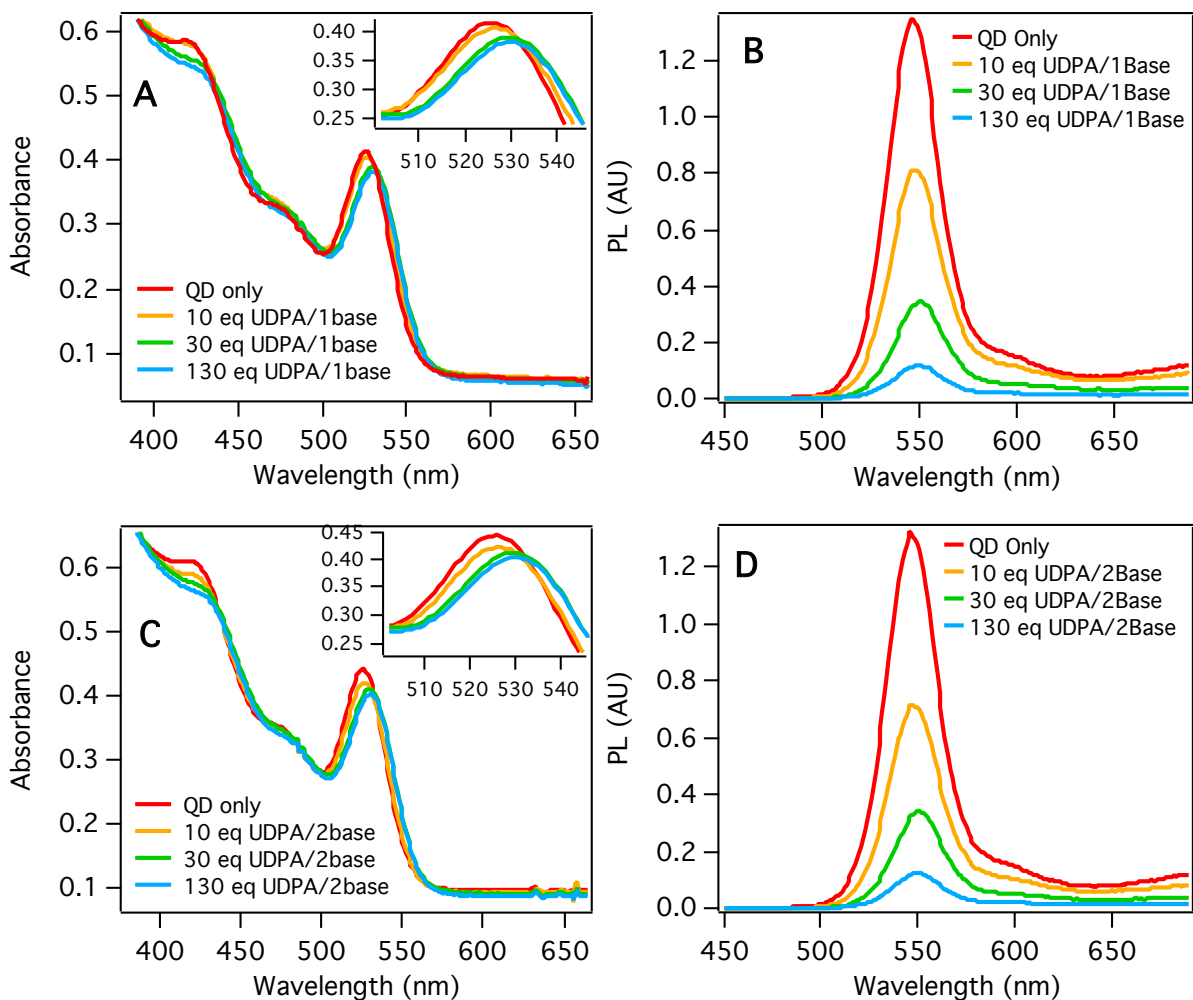 A
Absorbance
0.6
0.5
0.4
0.3
0.2
0.1
400 450 500 550 600 650
Wavelength (nm)
QD only
10 eq UDPA/1base
30 eq UDPA/1base
130 eq UDPA/1base
0.40
0.35
0.30
0.25
510 520 530 540
B
PL (AU)
1.2
1.0
0.8
0.6
0.4
0.2
0.0
450 500 550 600 650
Wavelength (nm)
QD Only
10 eq UDPA/1Base
30 eq UDPA/1Base
130 eq UDPA/1Base
C
Absorbance
0.6
0.5
0.4
0.3
0.2
0.1
400 450 500 550 600 650
Wavelength (nm)
QD only
10 eq UDPA/2base
30 eq UDPA/2base
130 eq UDPA/2base
0.45
0.40
0.35
0.30
0.25
510 520 530 540
D
PL (AU)
1.2
1.0
0.8
0.6
0.4
0.2
0.0
450 500 550 600 650
Wavelength (nm)
QD Only
10 eq UDPA/2Base
30 eq UDPA/2Base
130 eq UDPA/2Base